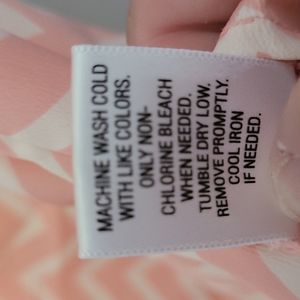 MACHINE WASH COLD
WITH LIKE COLORS.
ONLY NON-
CHLORINE BLEACH
WHEN NEEDED.
TUMBLE DRY LOW,
REMOVE PROMPTLY.
COOL IRON
IF NEEDED.